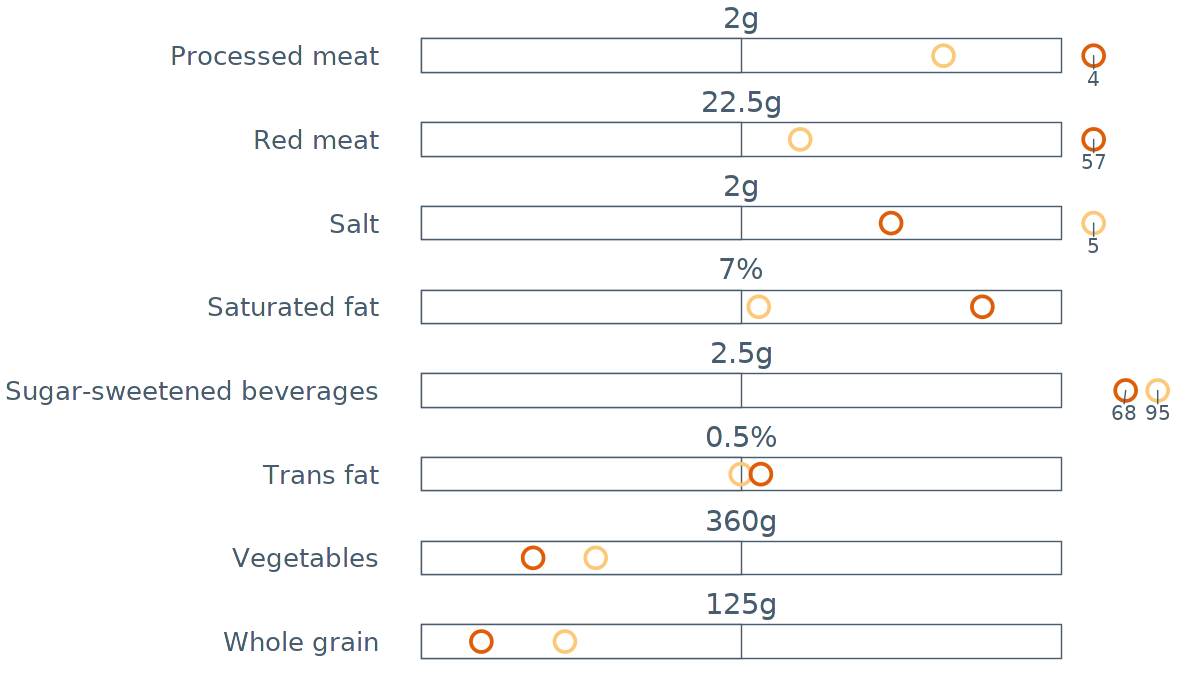 2g
Processed meat
4
22.5g
Red meat
57
2g
Salt
5
7%
Saturated fat
2.5g
Sugar-sweetened beverages
68 95
0.5%
Trans fat
360g
Vegetables
125g
Whole grain